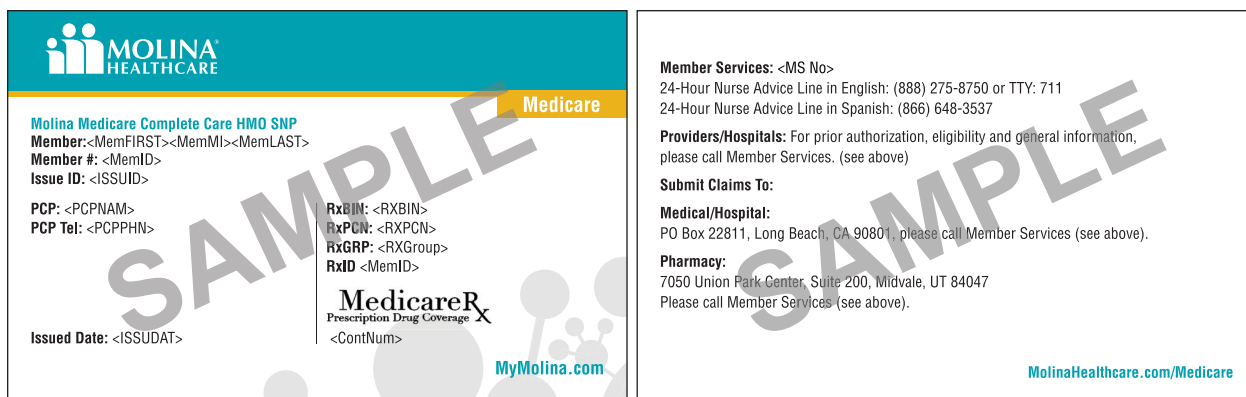 MOLINA®
HEALTHCARE
Medicare
Molina Medicare Complete Care HMO SNP
Member:<MemFIRST><MemMI><MemLAST>
Member #: <MemID>
Issue ID: <ISSUID>
PCP: <PCPNAM>
PCP Tel: <PCPPHN>
RxBIN: <RXBIN>
RxPCN: <RXPCN>
RxGRP: <RXGroup>
RxID <MemID>
MedicareRx
Prescription Drug Coverage
Issued Date: <ISSUDAT>
<ContNum>
MyMolina.com
SAMPLE
Member Services: <MS No>
24-Hour Nurse Advice Line in English: (888) 275-8750 or TTY: 711
24-Hour Nurse Advice Line in Spanish: (866) 648-3537
Providers/Hospitals: For prior authorization, eligibility and general information,
please call Member Services. (see above)
Submit Claims To:
Medical/Hospital:
PO Box 22811, Long Beach, CA 90801, please call Member Services (see above).
Pharmacy:
7050 Union Park Center, Suite 200, Midvale, UT 84047
Please call Member Services (see above).
MolinaHealthcare.com/Medicare
SAMPLE